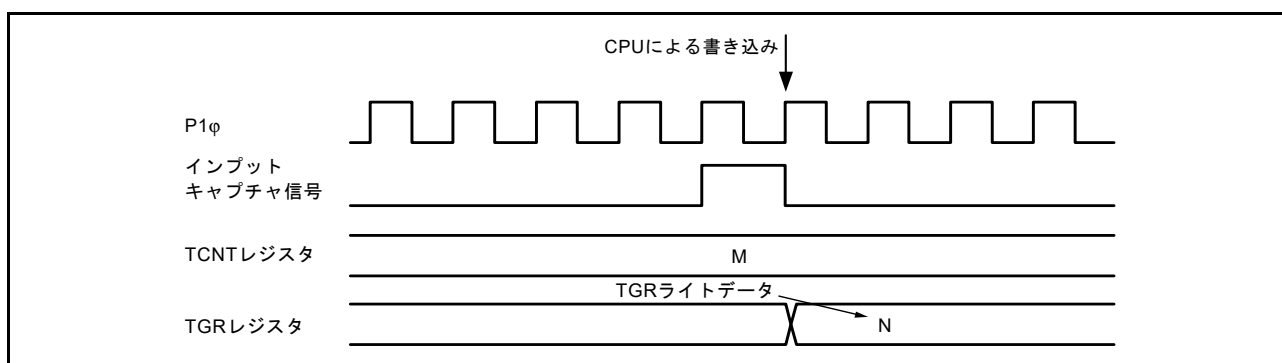 CPUによる書き込み
P1φ
インプット
キャプチャ信号
TCNTレジスタ
M
TGRライトデータ
TGRレジスタ
N